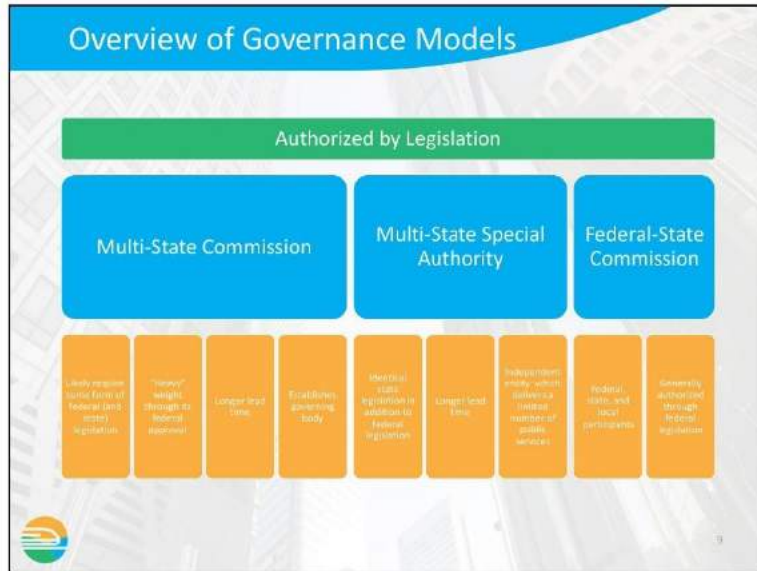 Overview of Governance Models
Authorized by Legislation
Multi-State Commission
Multi-State Special
Authority
Federal-State
Commission
Likely require
some form of
federal (and
state)
legislation
"Heavy"
weight
through its
federal
approval
Longer lead
time
Establishes
governing
body
Identical
state
legislation in
addition to
federal
legislation
Longer lead
time
Independent
entity which
delivers a
limited
number of
public
services
Federal,
state, and
local
participants
Generally
authorized
through
federal
legislation
9